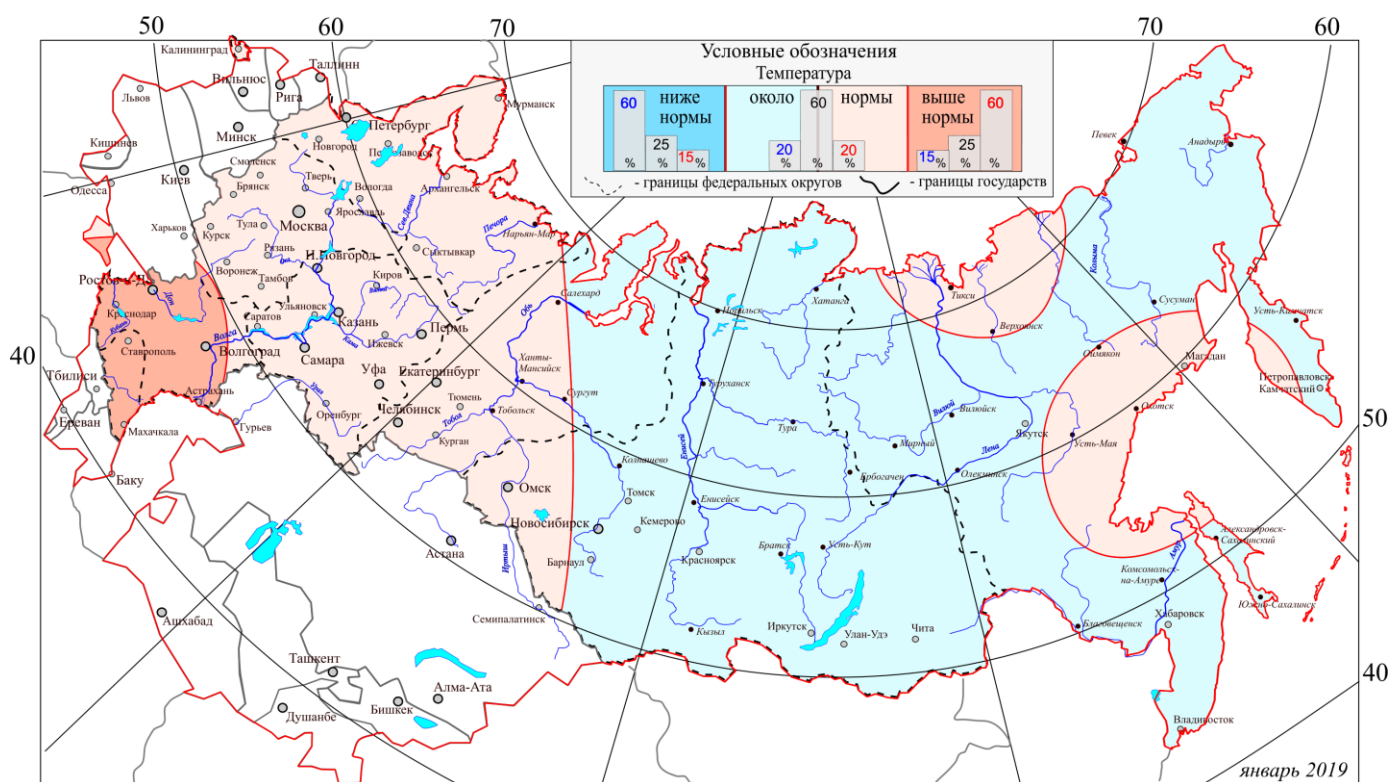 50
60
70
70
60
Условные обозначения
Температура
60
%
25
%
15
%
ниже
нормы
около
20
%
60
%
нормы
20
%
выше
нормы
15
%
25
%
60
%
- границы федеральных округов
- границы государств
Калининград
Таллинн
Вильнюс
Рига
Львов
Мурманск
Петербург
Минск
Новгород
Кишинев
Смоленск
Певек
Анадырь
Киев
Тверь
Вологда
Архангельск
Одесса
Брянск
Ярославль
Сев.Двина
Москва
Печора
Харьков
Курск
Тула
Нарьян-Мар
Рязань
Ока
Н.Новгород
Сыктывкар
Колыма
Воронеж
Тамбов
Киров
Вятка
Ростов-н-Д.
Дон
Ульяновск
Салехард
Обь
Хатанга
Тикси
Сусуман
Усть-Камчатск
Краснодар
Кубань
Саратов
Казань
Пермь
Норильск
Верхоянск
Волга
Кама
Ижевск
Оймякон
Магадан
40
Ставрополь
Волгоград
Самара
Ханты-
Мансийск
Петропавловск-
Камчатский
Тбилиси
Уфа
Екатеринбург
Туруханск
Астрахань
Урал
Тюмень
Сургут
Охотск
Ереван
Оренбург
Челябинск
Тобол
Тобольск
Вилюй
Вилюйск
50
Махачкала
Гурьев
Курган
Тура
Мирный
Якутск
Усть-Мая
Лена
Баку
Енисей
Колпашево
Ербогачен
Олекминск
Омск
Томск
Енисейск
Новосибирск
Кемерово
Александровск-
Сахалинский
Астана
Иртыш
Барнаул
Красноярск
Братск
Усть-Кут
Амур
Комсомольск-
на-Амуре
Южно-Сахалинск
Ашхабад
Семипалатинск
Кызыл
Иркутск
Улан-Удэ
Чита
Благовещенск
Хабаровск
Ташкент
40
Алма-Ата
Душанбе
Бишкек
Владивосток
январь 2019